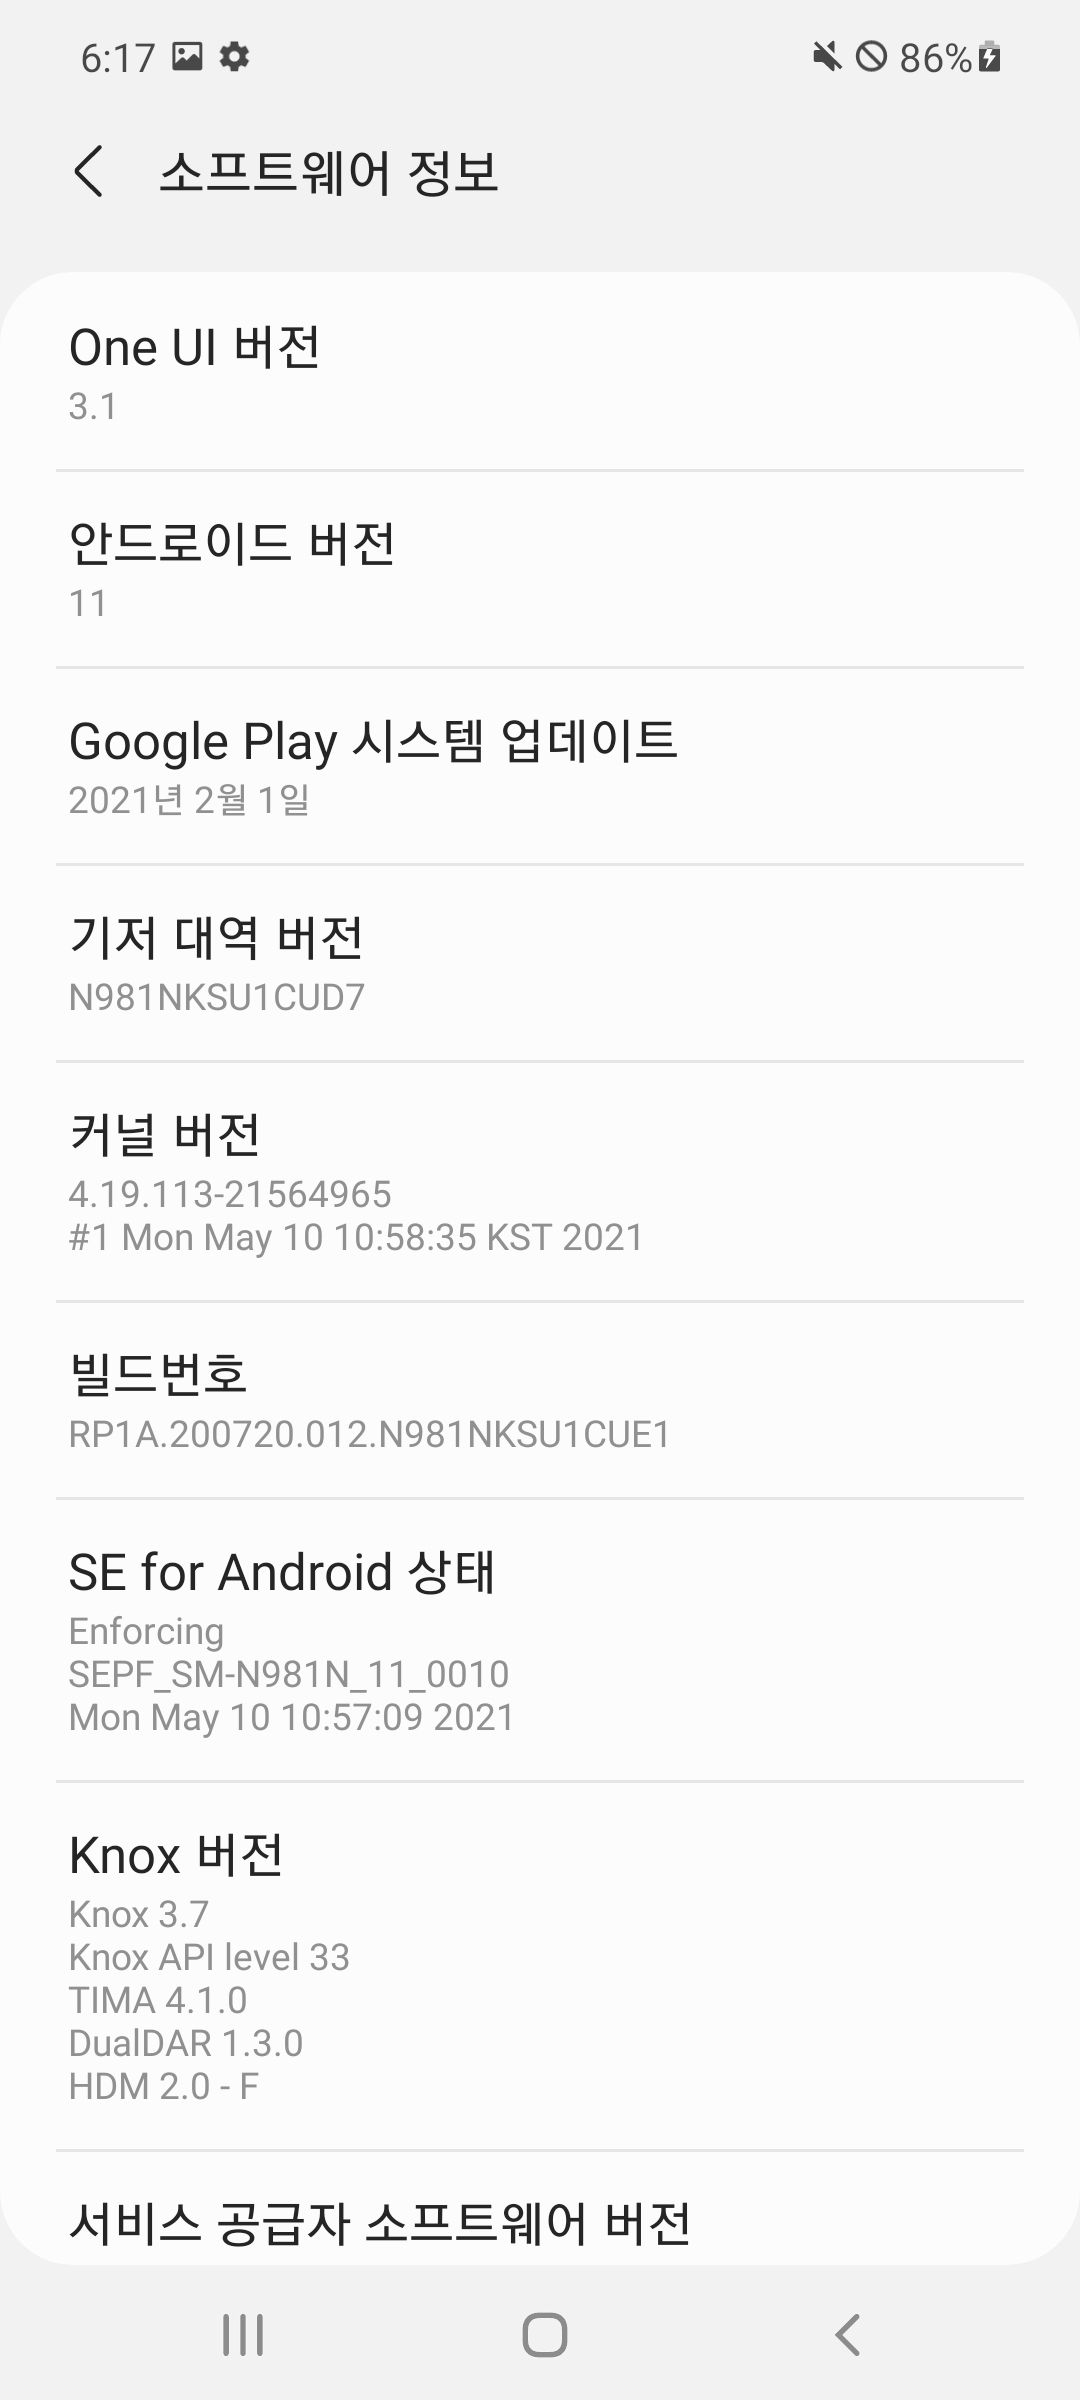 6:17
86%
소프트웨어 정보
One UI 버전
3.1
안드로이드 버전
11
Google Play 시스템 업데이트
2021년 2월 1일
기저 대역 버전
N981NKSU1CUD7
커널 버전
4.19.113-21564965
#1 Mon May 10 10:58:35 KST 2021
빌드번호
RP1A.200720.012.N981NKSU1CUE1
SE for Android 상태
Enforcing
SEPF_SM-N981N_11_0010
Mon May 10 10:57:09 2021
Knox 버전
Knox 3.7
Knox API level 33
TIMA 4.1.0
DualDAR 1.3.0
HDM 2.0 - F
서비스 공급자 소프트웨어 버전